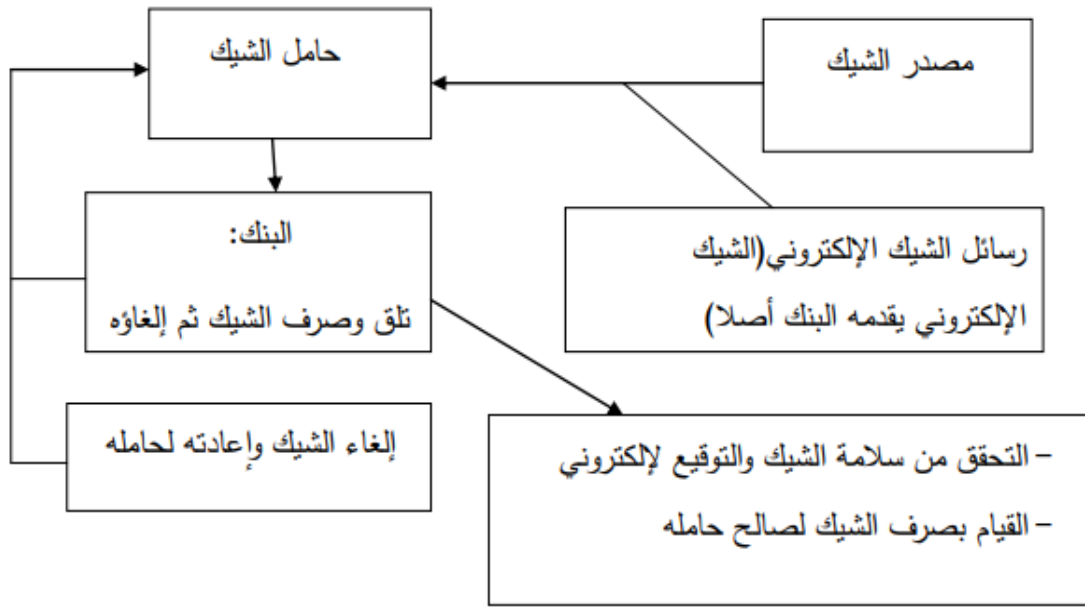 مصدر الشيك
حامل الشيك
رسائل الشيك الإلكتروني(الشيك
الإلكتروني يقدمه البنك أصلا)
البنك:
تلق وصرف الشيك ثم إلغاؤه
إلغاء الشيك وإعادته لحامله
– التحقق من سلامة الشيك والتوقيع لإلكتروني
– القيام بصرف الشيك لصالح حامله